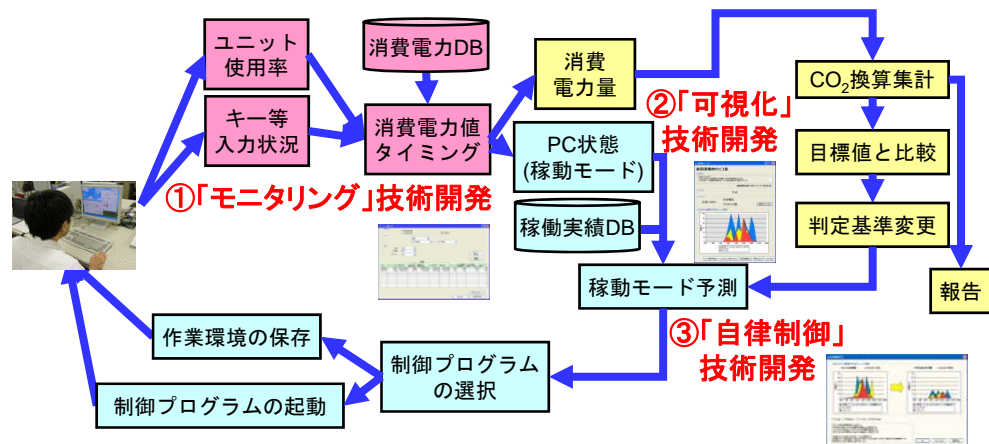 ユニット
使用率
消費電力DB
消費
電力量
CO2換算集計
キー等
入力状況
消費電力値
タイミング
②「可視化」
技術開発
PC状態
(稼動モード)
目標値と比較
①「モニタリング」技術開発
稼働実績DB
判定基準変更
稼動モード予測
報告
作業環境の保存
③「自律制御」
技術開発
制御プログラム
の選択
制御プログラムの起動